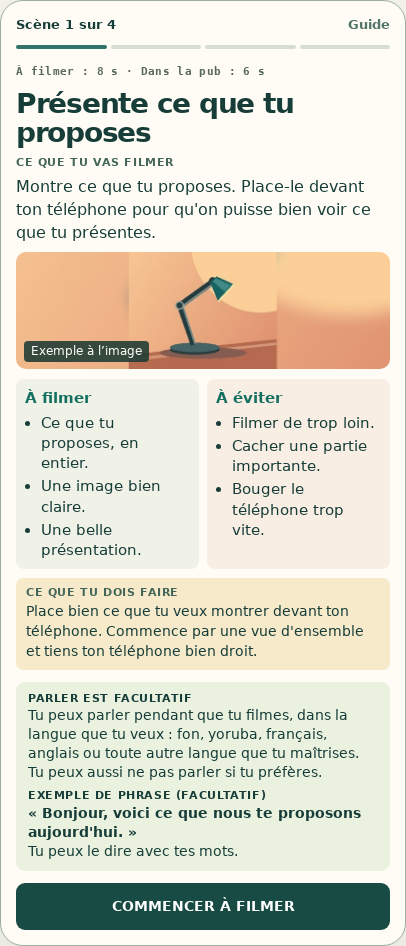 Scène 1 sur 4
Guide
À filmer : 8 s · Dans la pub : 6 s
Présente ce que tu
proposes
CE QUE TU VAS FILMER
Montre ce que tu proposes. Place-le devant
ton téléphone pour qu'on puisse bien voir ce
que tu présentes.
Exemple à l’image
À filmer
• Ce que tu
proposes, en
entier.
• Une image bien
claire.
• Une belle
présentation.
À éviter
• Filmer de trop loin.
• Cacher une partie
importante.
• Bouger le
téléphone trop
vite.
CE QUE TU DOIS FAIRE
Place bien ce que tu veux montrer devant ton
téléphone. Commence par une vue d'ensemble
et tiens ton téléphone bien droit.
PARLER EST FACULTATIF
Tu peux parler pendant que tu filmes, dans la
langue que tu veux : fon, yoruba, français,
anglais ou toute autre langue que tu maîtrises.
Tu peux aussi ne pas parler si tu préfères.
EXEMPLE DE PHRASE (FACULTATIF)
« Bonjour, voici ce que nous te proposons
aujourd'hui. »
Tu peux le dire avec tes mots.
COMMENCER À FILMER